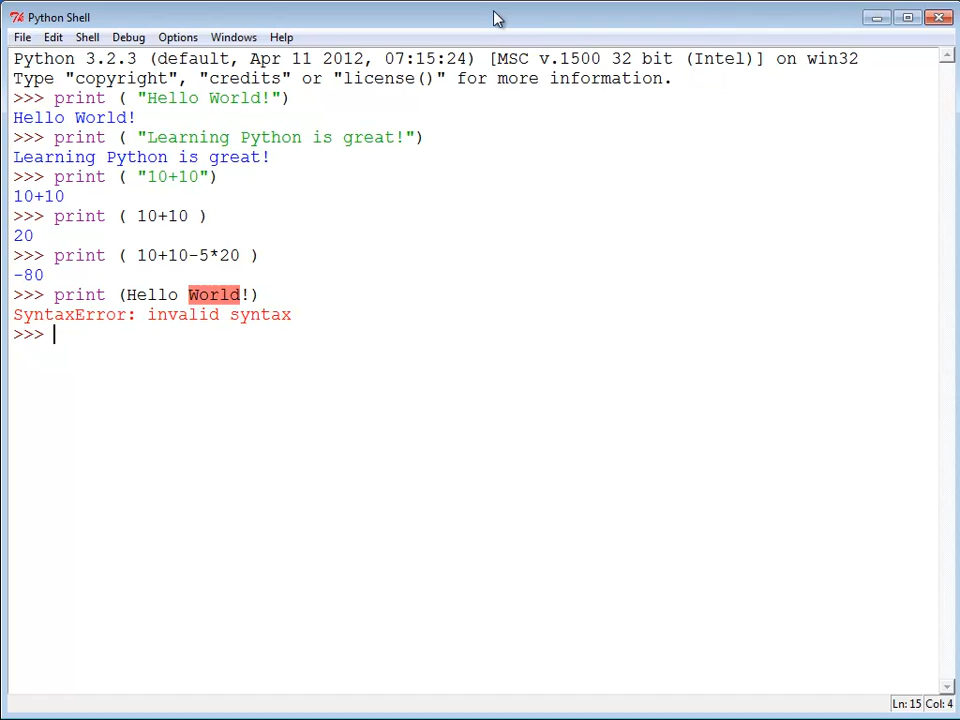 Python Shell
File Edit Shell Debug Options Windows Help
Python 3.2.3 (default, Apr 11 2012, 07:15:24) [MSC v.1500 32 bit (Intel)] on win32
Type "copyright", "credits" or "license()" for more information.
>>> print ( "Hello World!")
Hello World!
>>> print ( "Learning Python is great!")
Learning Python is great!
>>> print ( "10+10")
10+10
>>> print ( 10+10 )
20
>>> print ( 10+10-5*20 )
-80
>>> print (Hello World!)
SyntaxError: invalid syntax
>>>
Ln: 15 Col: 4